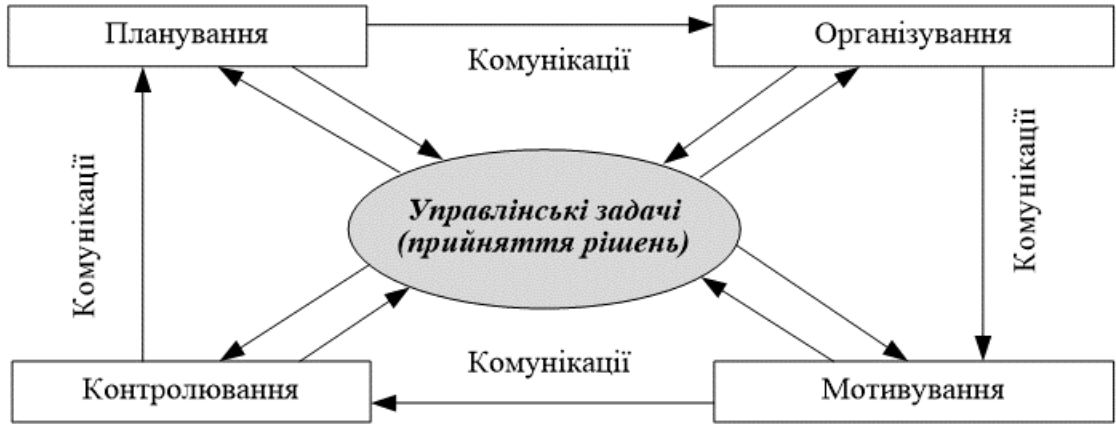 Планування
Організування
Комунікації
Комунікації
Комунікації
Управлінські задачі
(прийняття рішень)
Комунікації
Контролювання
Мотивування